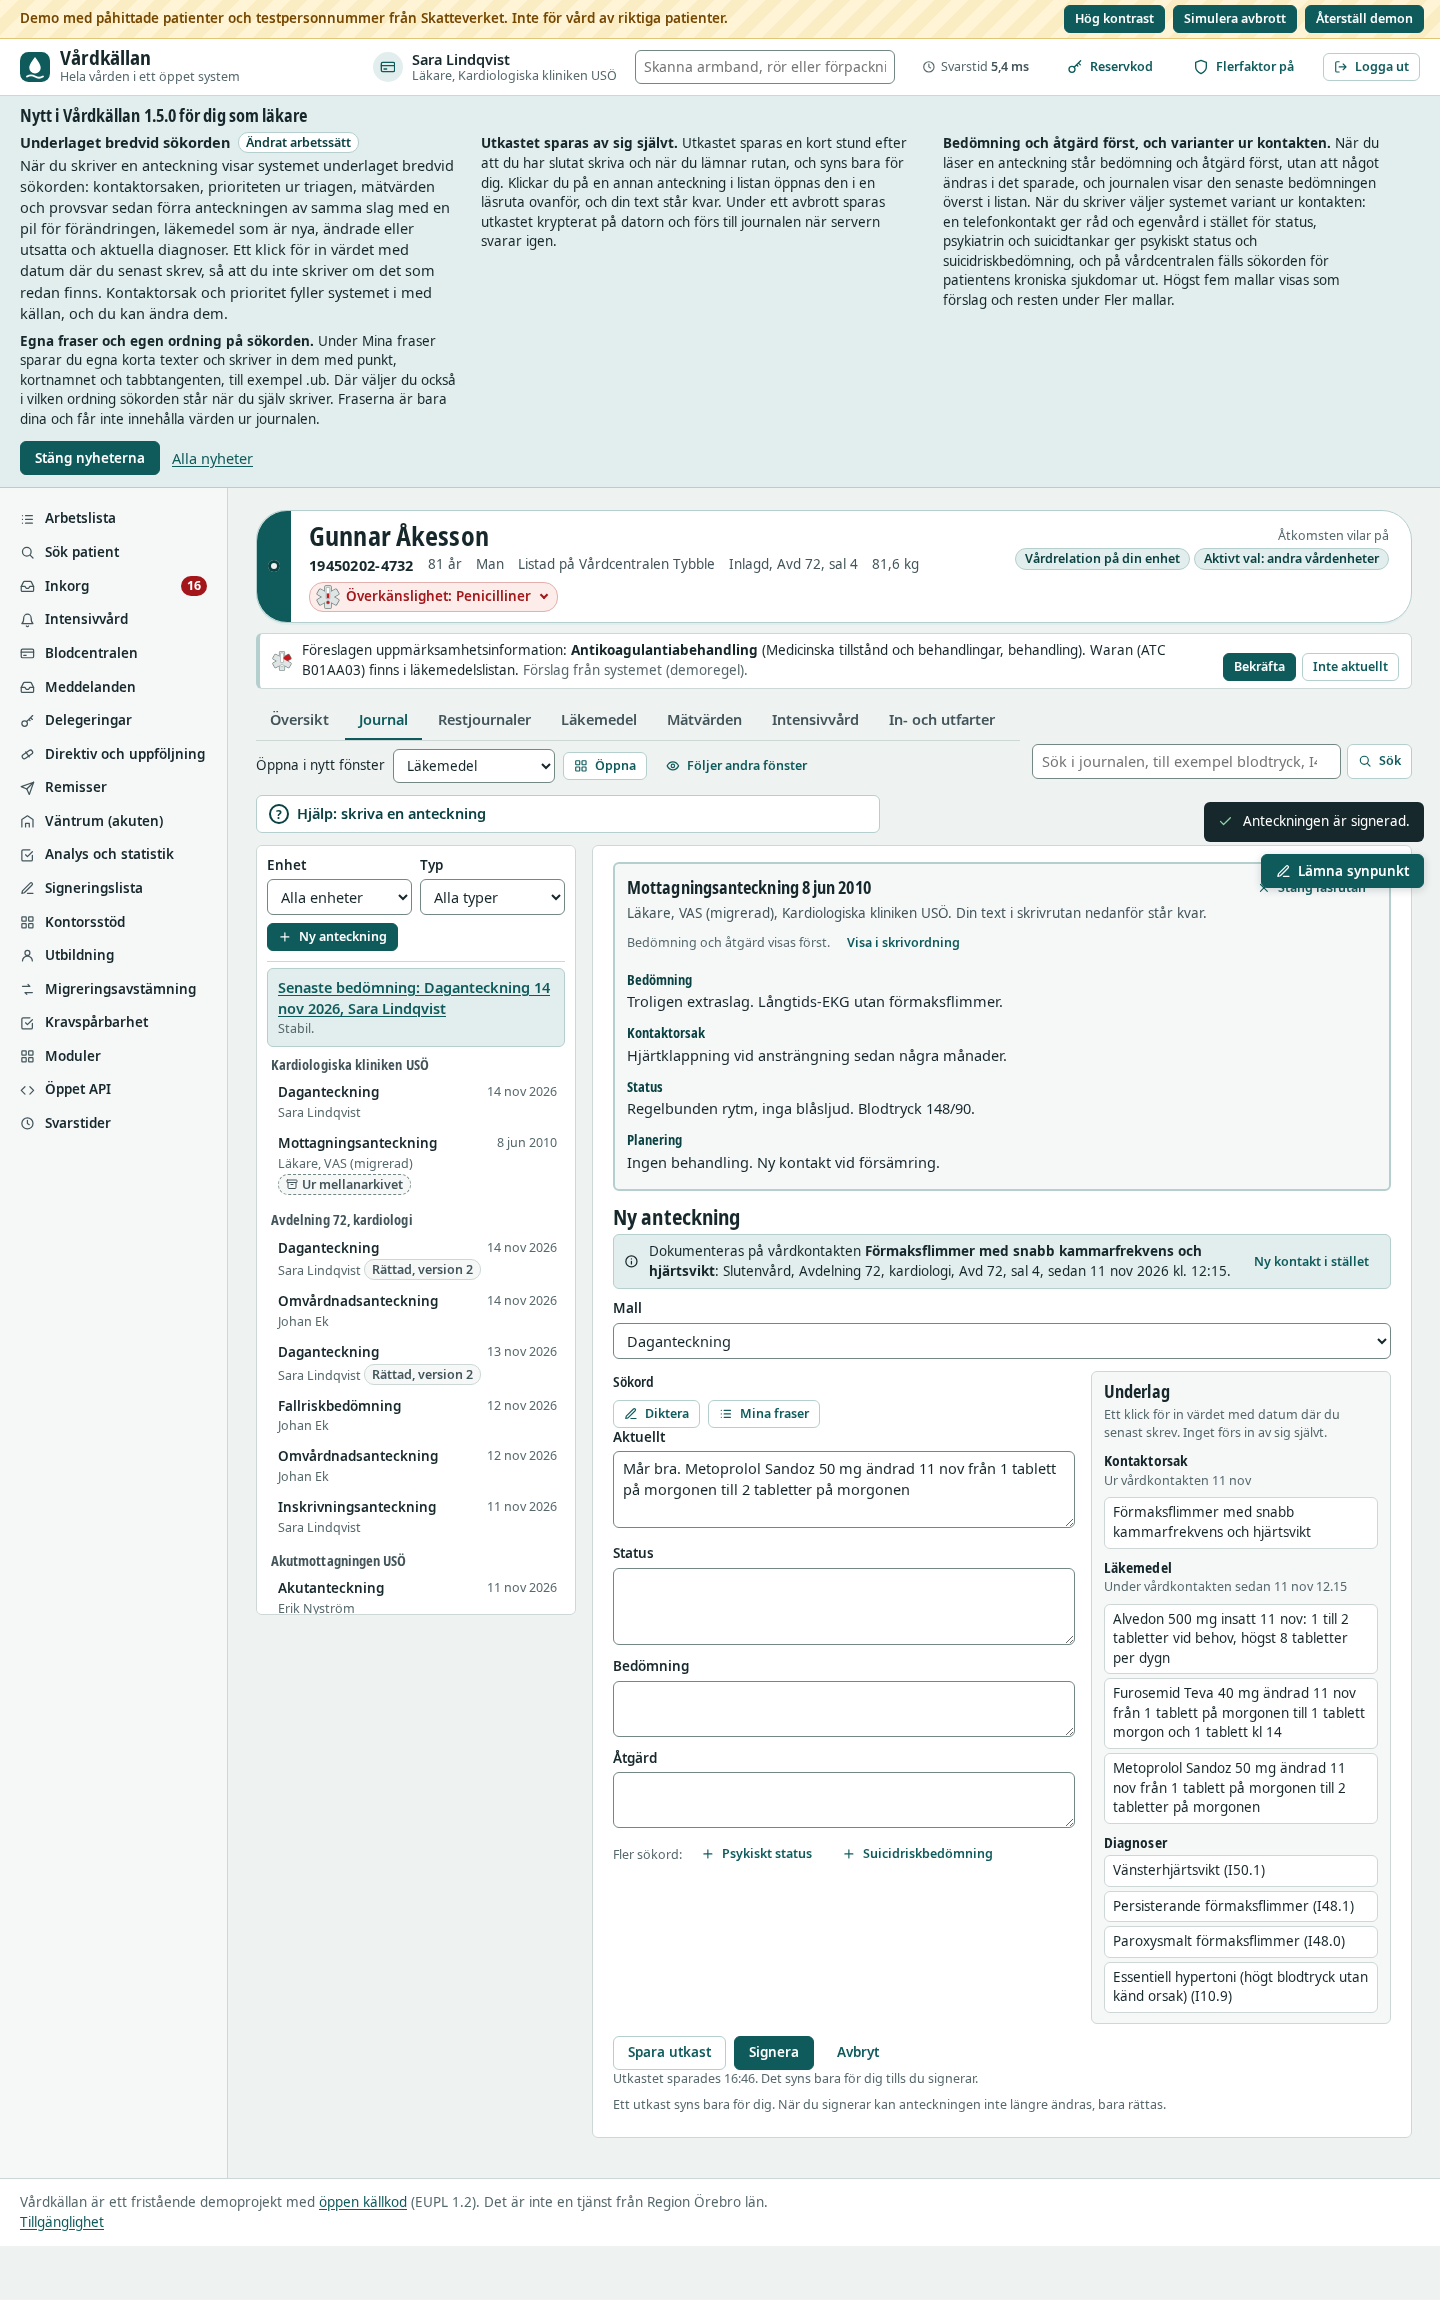 Demo med påhittade patienter och testpersonnummer från Skatteverket. Inte för vård av riktiga patienter.
Hög kontrast
Simulera avbrott
Återställ demon
Vårdkällan
Hela vården i ett öppet system
Sara Lindqvist
Läkare, Kardiologiska kliniken USÖ
Skanna armband, rör eller förpackni
Svarstid 5,4 ms
Reservkod
Flerfaktor på
Logga ut
Nytt i Vårdkällan 1.5.0 för dig som läkare
Underlaget bredvid sökorden Ändrat arbetssätt
När du skriver en anteckning visar systemet underlaget bredvid
sökorden: kontaktorsaken, prioriteten ur triagen, mätvärden
och provsvar sedan förra anteckningen av samma slag med en
pil för förändringen, läkemedel som är nya, ändrade eller
utsatta och aktuella diagnoser. Ett klick för in värdet med
datum där du senast skrev, så att du inte skriver om det som
redan finns. Kontaktorsak och prioritet fyller systemet i med
källan, och du kan ändra dem.
Egna fraser och egen ordning på sökorden. Under Mina fraser
sparar du egna korta texter och skriver in dem med punkt,
kortnamnet och tabbtangenten, till exempel .ub. Där väljer du också
i vilken ordning sökorden står när du själv skriver. Fraserna är bara
dina och får inte innehålla värden ur journalen.
Utkastet sparas av sig självt. Utkastet sparas en kort stund efter
att du har slutat skriva och när du lämnar rutan, och syns bara för
dig. Klickar du på en annan anteckning i listan öppnas den i en
läsruta ovanför, och din text står kvar. Under ett avbrott sparas
utkastet krypterat på datorn och förs till journalen när servern
svarar igen.
Bedömning och åtgärd först, och varianter ur kontakten. När du
läser en anteckning står bedömning och åtgärd först, utan att något
ändras i det sparade, och journalen visar den senaste bedömningen
överst i listan. När du skriver väljer systemet variant ur kontakten:
en telefonkontakt ger råd och egenvård i stället för status,
psykiatrin och suicidtankar ger psykiskt status och
suicidriskbedömning, och på vårdcentralen fälls sökorden för
patientens kroniska sjukdomar ut. Högst fem mallar visas som
förslag och resten under Fler mallar.
Stäng nyheterna
Alla nyheter
Arbetslista
Sök patient
Inkorg 16
Intensivvård
Blodcentralen
Meddelanden
Delegeringar
Direktiv och uppföljning
Remisser
Väntrum (akuten)
Analys och statistik
Signeringslista
Kontorsstöd
Utbildning
Migreringsavstämning
Kravspårbarhet
Moduler
Öppet API
Svarstider
Gunnar Åkesson
19450202-4732 81 år Man Listad på Vårdcentralen Tybble Inlagd, Avd 72, sal 4 81,6 kg
Överkänslighet: Penicilliner
Åtkomsten vilar på
Vårdrelation på din enhet
Aktivt val: andra vårdenheter
Föreslagen uppmärksamhetsinformation: Antikoagulantiabehandling (Medicinska tillstånd och behandlingar, behandling). Waran (ATC
B01AA03) finns i läkemedelslistan. Förslag från systemet (demoregel).
Bekräfta
Inte aktuellt
Översikt
Journal
Restjournaler
Läkemedel
Mätvärden
Intensivvård
In- och utfarter
Öppna i nytt fönster
Läkemedel
Öppna
Följer andra fönster
Sök i journalen, till exempel blodtryck, I4
Sök
? Hjälp: skriva en anteckning
Anteckningen är signerad.
Lämna synpunkt
Enhet
Typ
Alla enheter
Alla typer
Ny anteckning
Senaste bedömning: Daganteckning 14
nov 2026, Sara Lindqvist
Stabil.
Kardiologiska kliniken USÖ
Daganteckning 14 nov 2026
Sara Lindqvist
Mottagningsanteckning 8 jun 2010
Läkare, VAS (migrerad)
Ur mellanarkivet
Avdelning 72, kardiologi
Daganteckning 14 nov 2026
Sara Lindqvist Rättad, version 2
Omvårdnadsanteckning 14 nov 2026
Johan Ek
Daganteckning 13 nov 2026
Sara Lindqvist Rättad, version 2
Fallriskbedömning 12 nov 2026
Johan Ek
Omvårdnadsanteckning 12 nov 2026
Johan Ek
Inskrivningsanteckning 11 nov 2026
Sara Lindqvist
Akutmottagningen USÖ
Akutanteckning 11 nov 2026
Erik Nyström
Mottagningsanteckning 8 jun 2010
Stäng läsrutan
Läkare, VAS (migrerad), Kardiologiska kliniken USÖ. Din text i skrivrutan nedanför står kvar.
Bedömning och åtgärd visas först. Visa i skrivordning
Bedömning
Troligen extraslag. Långtids-EKG utan förmaksflimmer.
Kontaktorsak
Hjärtklappning vid ansträngning sedan några månader.
Status
Regelbunden rytm, inga blåsljud. Blodtryck 148/90.
Planering
Ingen behandling. Ny kontakt vid försämring.
Ny anteckning
Dokumenteras på vårdkontakten Förmaksflimmer med snabb kammarfrekvens och
hjärtsvikt: Slutenvård, Avdelning 72, kardiologi, Avd 72, sal 4, sedan 11 nov 2026 kl. 12:15.
Ny kontakt i stället
Mall
Daganteckning
Sökord
Diktera
Mina fraser
Aktuellt
Mår bra. Metoprolol Sandoz 50 mg ändrad 11 nov från 1 tablett
på morgonen till 2 tabletter på morgonen
Status
Bedömning
Åtgärd
Fler sökord:
Psykiskt status
Suicidriskbedömning
Underlag
Ett klick för in värdet med datum där du
senast skrev. Inget förs in av sig självt.
Kontaktorsak
Ur vårdkontakten 11 nov
Förmaksflimmer med snabb
kammarfrekvens och hjärtsvikt
Läkemedel
Under vårdkontakten sedan 11 nov 12.15
Alvedon 500 mg insatt 11 nov: 1 till 2
tabletter vid behov, högst 8 tabletter
per dygn
Furosemid Teva 40 mg ändrad 11 nov
från 1 tablett på morgonen till 1 tablett
morgon och 1 tablett kl 14
Metoprolol Sandoz 50 mg ändrad 11
nov från 1 tablett på morgonen till 2
tabletter på morgonen
Diagnoser
Vänsterhjärtsvikt (I50.1)
Persisterande förmaksflimmer (I48.1)
Paroxysmalt förmaksflimmer (I48.0)
Essentiell hypertoni (högt blodtryck utan
känd orsak) (I10.9)
Spara utkast
Signera
Avbryt
Utkastet sparades 16:46. Det syns bara för dig tills du signerar.
Ett utkast syns bara för dig. När du signerar kan anteckningen inte längre ändras, bara rättas.
Vårdkällan är ett fristående demoprojekt med öppen källkod (EUPL 1.2). Det är inte en tjänst från Region Örebro län.
Tillgänglighet